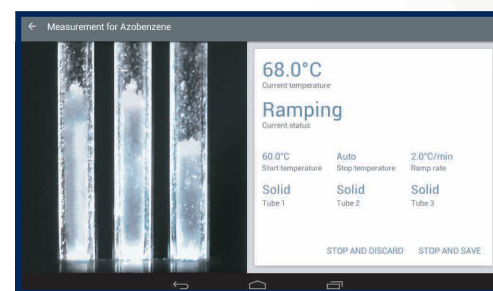 Measurement for Azobenzene
68.0°C
Current temperature
Ramping
Current status
60.0°C Auto 2.0°C/min
Start temperature Stop temperature Ramp rate
Solid Solid Solid
Tube 1 Tube 2 Tube 3
STOP AND DISCARD STOP AND SAVE